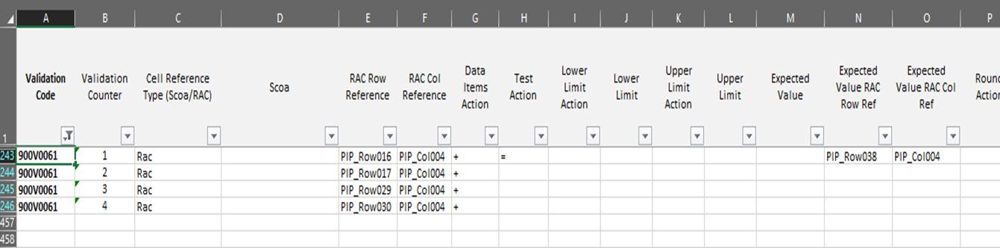 A B C D E F G H I J K L M N O P
1 Validation Code Validation Counter Cell Reference Type (Scoa/RAC) Scoa RAC Row Reference RAC Col Reference Data Items Action Test Action Lower Limit Action Lower Limit Upper Limit Action Upper Limit Expected Value Expected Value RAC Row Ref Expected Value RAC Col Ref Round Action
243 900V0061 1 Rac PIP_Row016 PIP_Col004 + = PIP_Row038 PIP_Col004
244 900V0061 2 Rac PIP_Row017 PIP_Col004 +
245 900V0061 3 Rac PIP_Row029 PIP_Col004 +
246 900V0061 4 Rac PIP_Row030 PIP_Col004 +
457
458